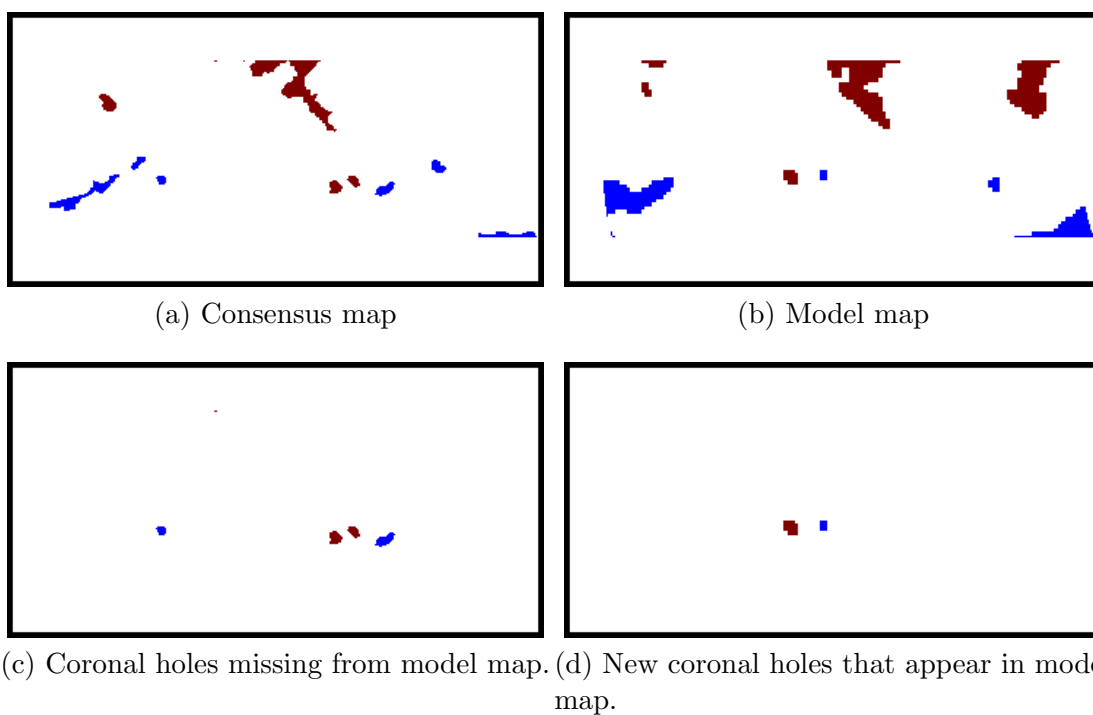 (a) Consensus map
(b) Model map
(c) Coronal holes missing from model map.
(d) New coronal holes that appear in mode
map.